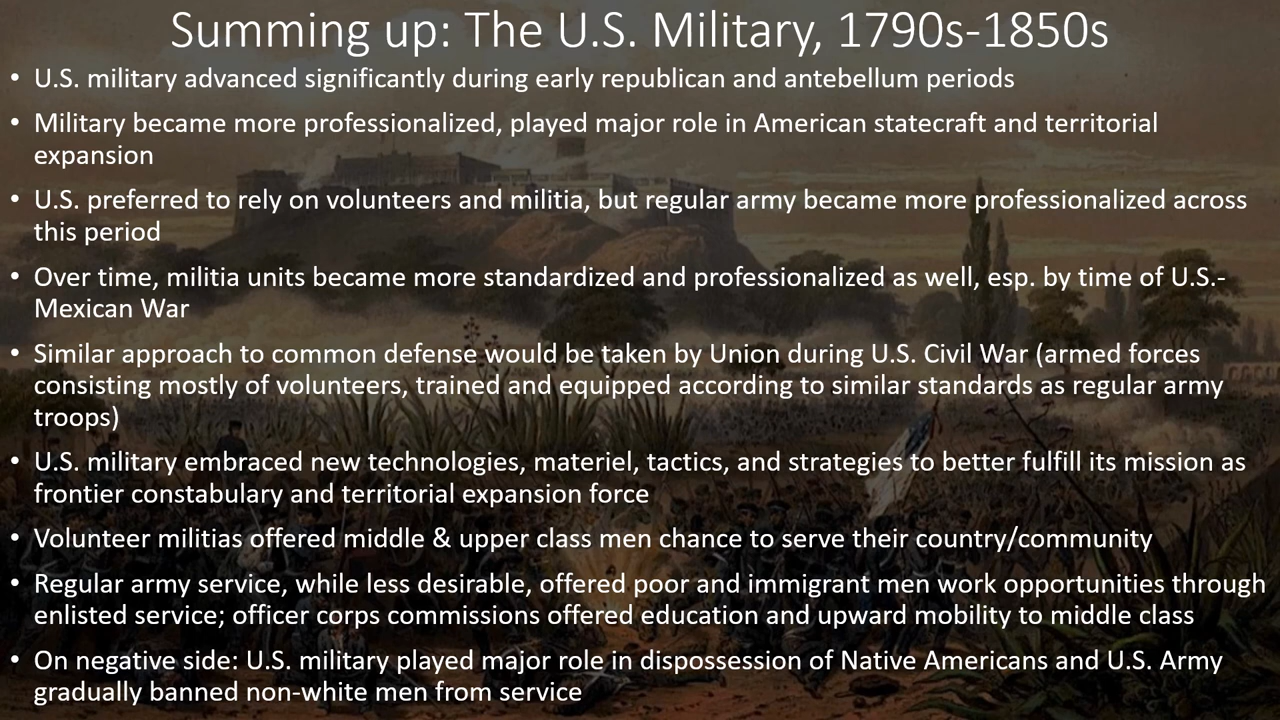 Summing up: The U.S. Military, 1790s-1850s
• U.S. military advanced significantly during early republican and antebellum periods
• Military became more professionalized, played major role in American statecraft and territorial
expansion
• U.S. preferred to rely on volunteers and militia, but regular army became more professionalized across
this period
• Over time, militia units became more standardized and professionalized as well, esp. by time of U.S.-
Mexican War
• Similar approach to common defense would be taken by Union during U.S. Civil War (armed forces
consisting mostly of volunteers, trained and equipped according to similar standards as regular army
troops)
• U.S. military embraced new technologies, materiel, tactics, and strategies to better fulfill its mission as
frontier constabulary and territorial expansion force
• Volunteer militias offered middle & upper class men chance to serve their country/community
• Regular army service, while less desirable, offered poor and immigrant men work opportunities through
enlisted service; officer corps commissions offered education and upward mobility to middle class
• On negative side: U.S. military played major role in dispossession of Native Americans and U.S. Army
gradually banned non-white men from service